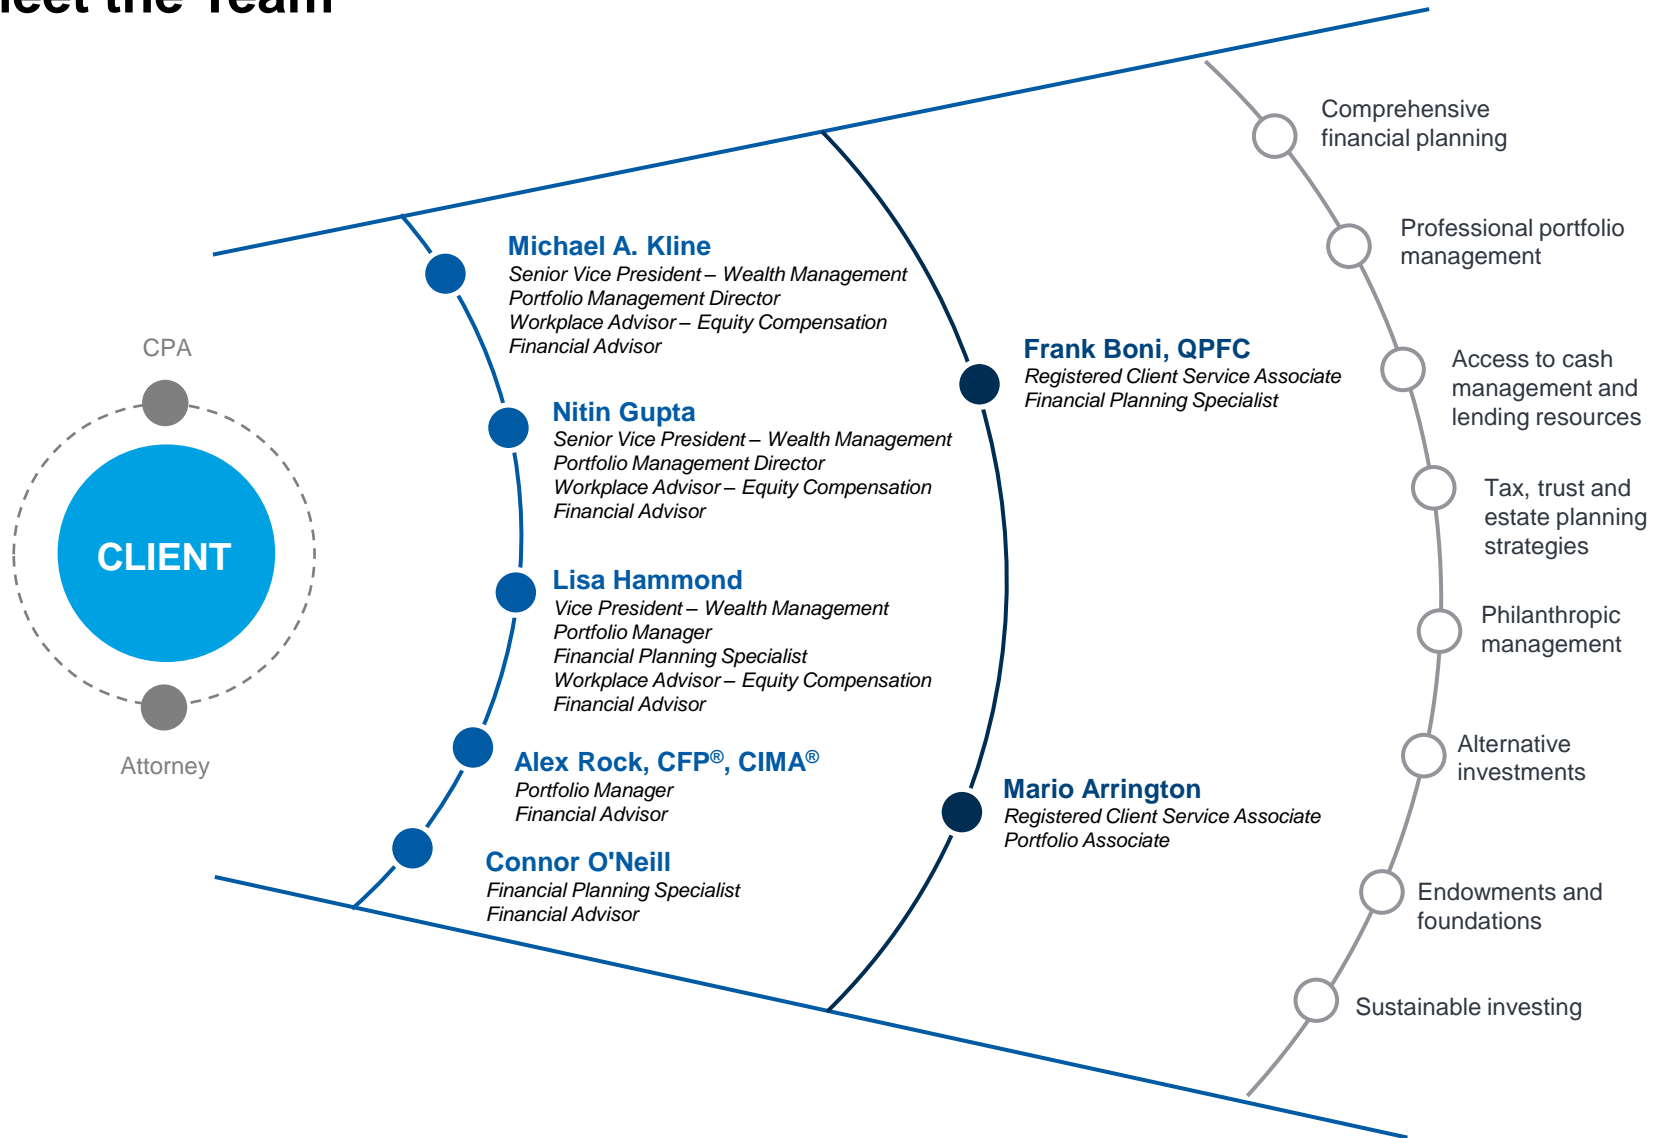 Meet the Team
CPA
CLIENT
Attorney
Michael A. Kline
Senior Vice President – Wealth Management
Portfolio Management Director
Workplace Advisor – Equity Compensation
Financial Advisor
Nitin Gupta
Senior Vice President – Wealth Management
Portfolio Management Director
Workplace Advisor – Equity Compensation
Financial Advisor
Lisa Hammond
Vice President – Wealth Management
Portfolio Manager
Financial Planning Specialist
Workplace Advisor – Equity Compensation
Financial Advisor
Alex Rock, CFP®, CIMA®
Portfolio Manager
Financial Advisor
Connor O'Neill
Financial Planning Specialist
Financial Advisor
Frank Boni, QPFC
Registered Client Service Associate
Financial Planning Specialist
Mario Arrington
Registered Client Service Associate
Portfolio Associate
Comprehensive
financial planning
Professional portfolio
management
Access to cash
management and
lending resources
Tax, trust and
estate planning
strategies
Philanthropic
management
Alternative
investments
Endowments and
foundations
Sustainable investing